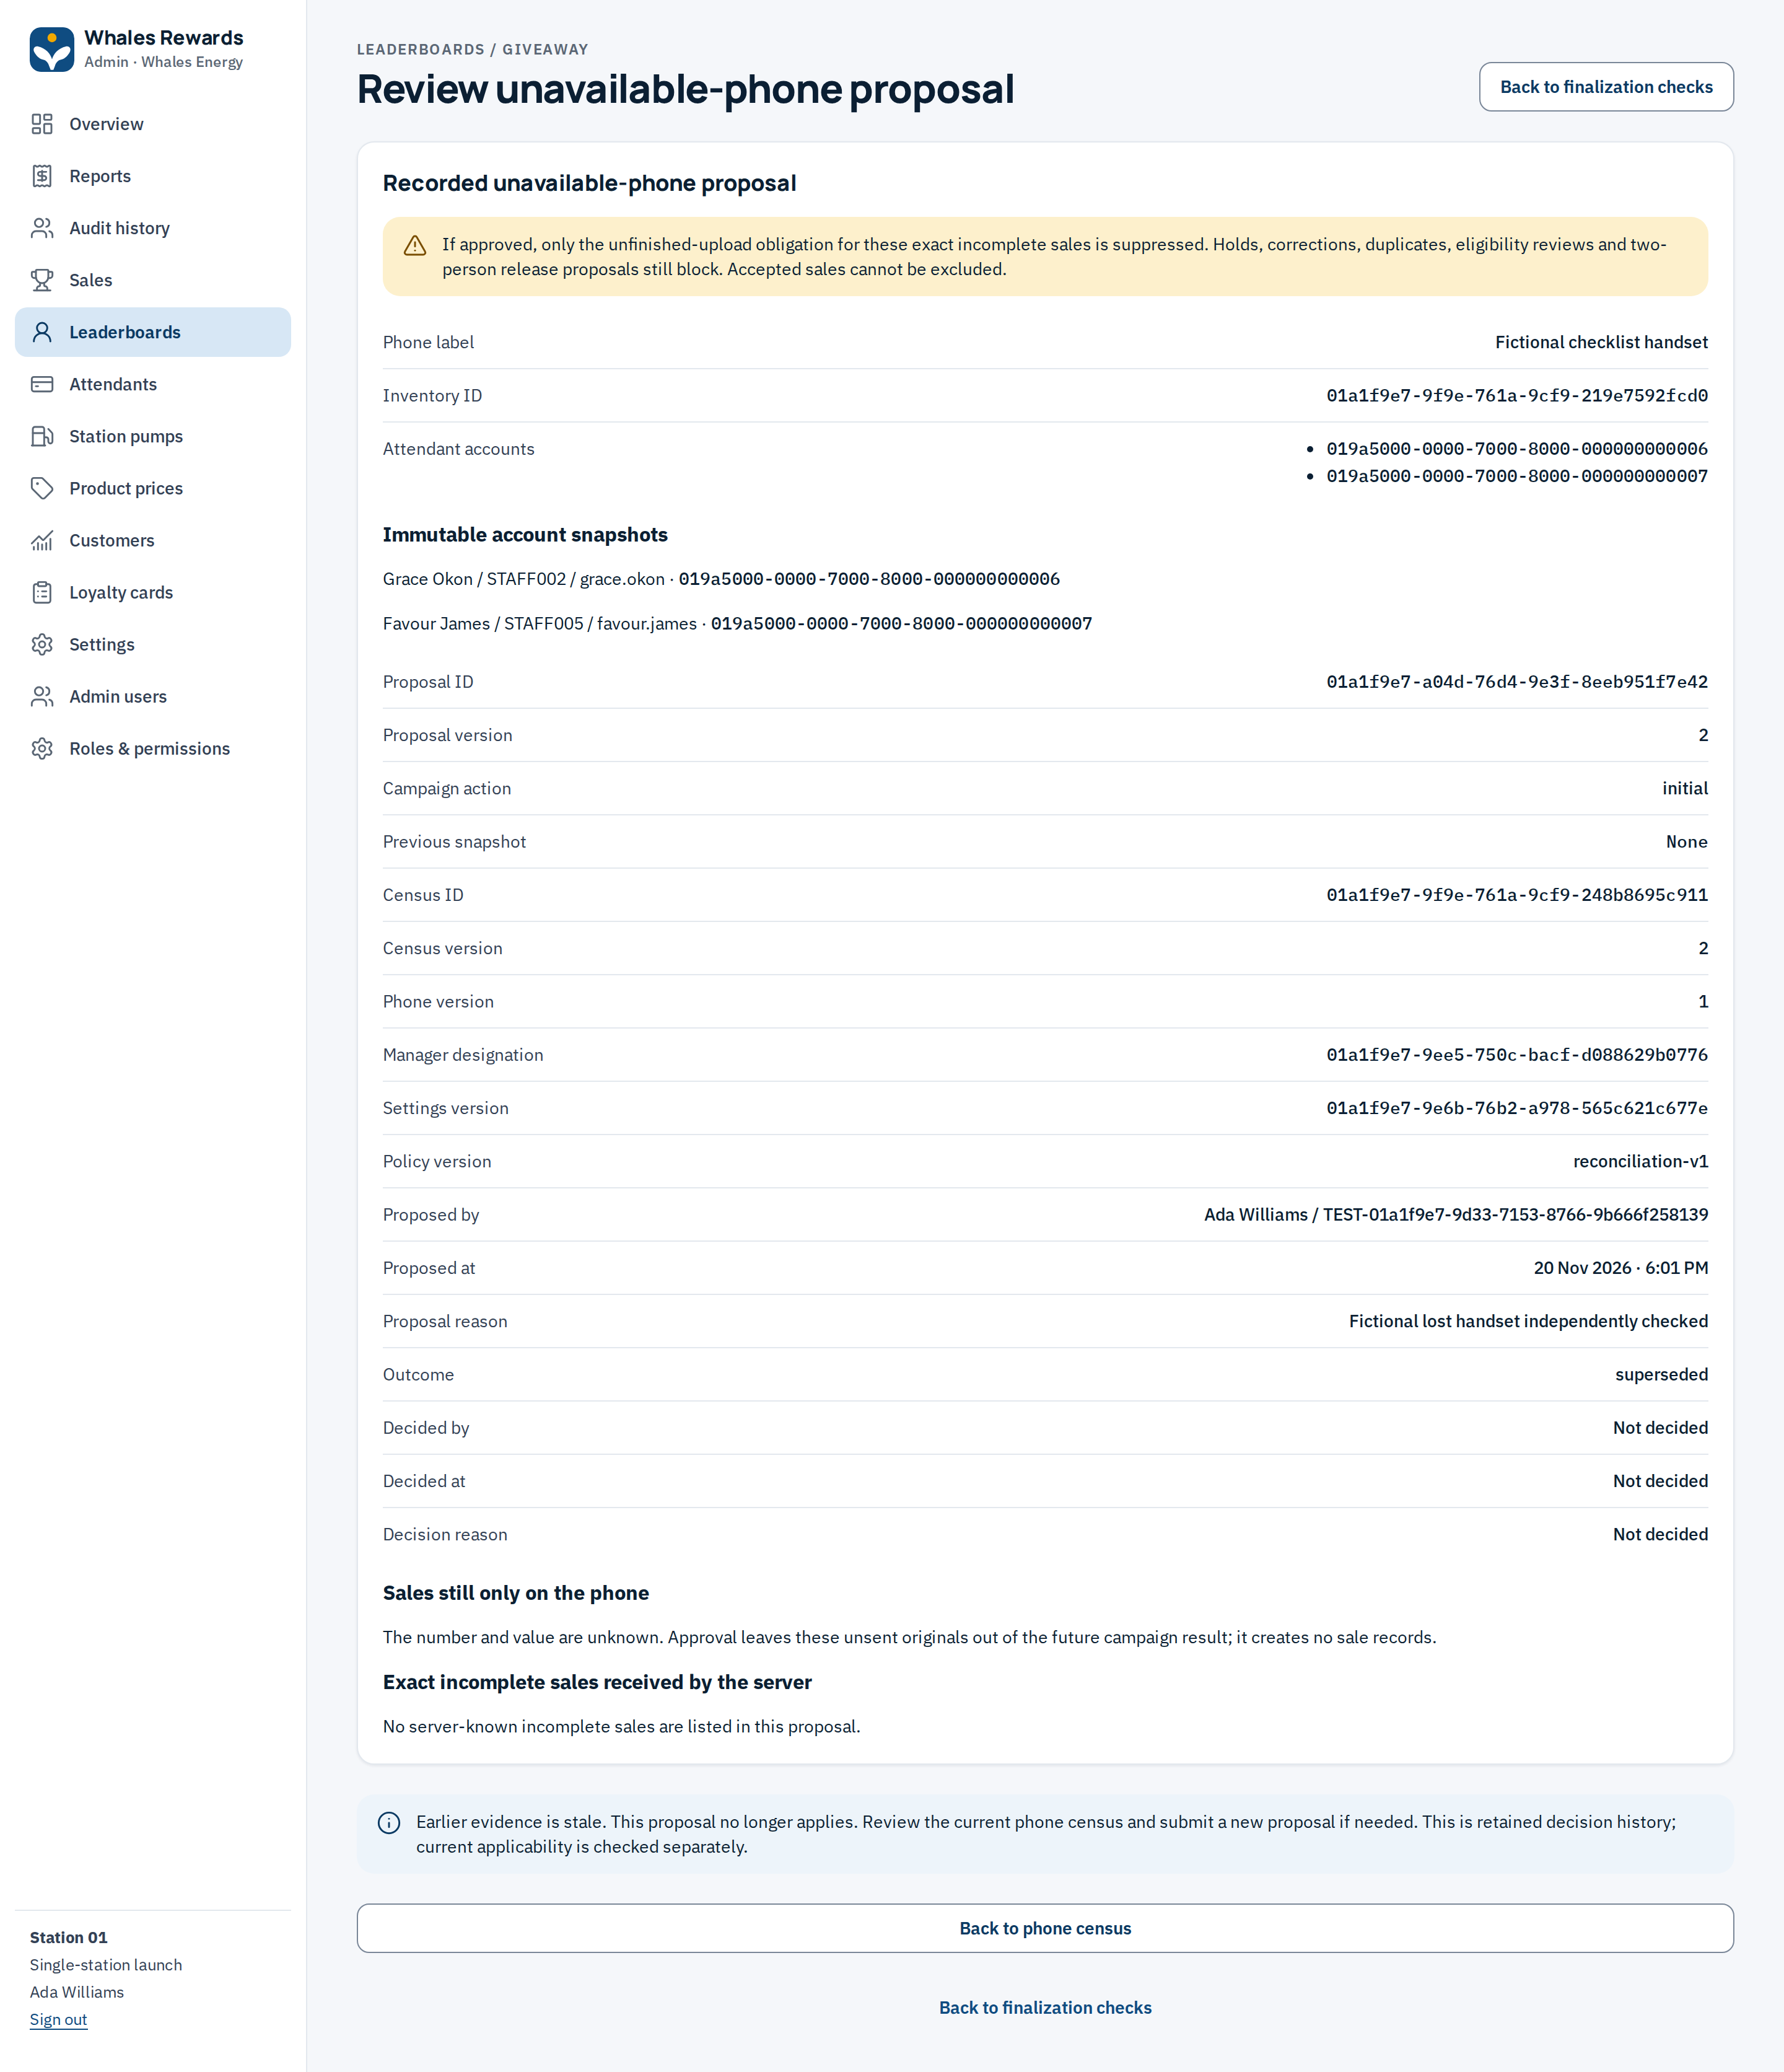 Whales Rewards
Admin · Whales Energy
Overview
Reports
Audit history
Sales
Leaderboards
Attendants
Station pumps
Product prices
Customers
Loyalty cards
Settings
Admin users
Roles & permissions
Station 01
Single-station launch
Ada Williams
Sign out
LEADERBOARDS / GIVEAWAY
Review unavailable-phone proposal
Back to finalization checks
Recorded unavailable-phone proposal
If approved, only the unfinished-upload obligation for these exact incomplete sales is suppressed. Holds, corrections, duplicates, eligibility reviews and two-
person release proposals still block. Accepted sales cannot be excluded.
Phone label Fictional checklist handset
Inventory ID 01a1f9e7-9f9e-761a-9cf9-219e7592fcd0
Attendant accounts • 019a5000-0000-7000-8000-000000000006
• 019a5000-0000-7000-8000-000000000007
Immutable account snapshots
Grace Okon / STAFF002 / grace.okon · 019a5000-0000-7000-8000-000000000006
Favour James / STAFF005 / favour.james · 019a5000-0000-7000-8000-000000000007
Proposal ID 01a1f9e7-a04d-76d4-9e3f-8eeb951f7e42
Proposal version 2
Campaign action initial
Previous snapshot None
Census ID 01a1f9e7-9f9e-761a-9cf9-248b8695c911
Census version 2
Phone version 1
Manager designation 01a1f9e7-9ee5-750c-bacf-d088629b0776
Settings version 01a1f9e7-9e6b-76b2-a978-565c621c677e
Policy version reconciliation-v1
Proposed by Ada Williams / TEST-01a1f9e7-9d33-7153-8766-9b666f258139
Proposed at 20 Nov 2026 · 6:01 PM
Proposal reason Fictional lost handset independently checked
Outcome superseded
Decided by Not decided
Decided at Not decided
Decision reason Not decided
Sales still only on the phone
The number and value are unknown. Approval leaves these unsent originals out of the future campaign result; it creates no sale records.
Exact incomplete sales received by the server
No server-known incomplete sales are listed in this proposal.
Earlier evidence is stale. This proposal no longer applies. Review the current phone census and submit a new proposal if needed. This is retained decision history;
current applicability is checked separately.
Back to phone census
Back to finalization checks